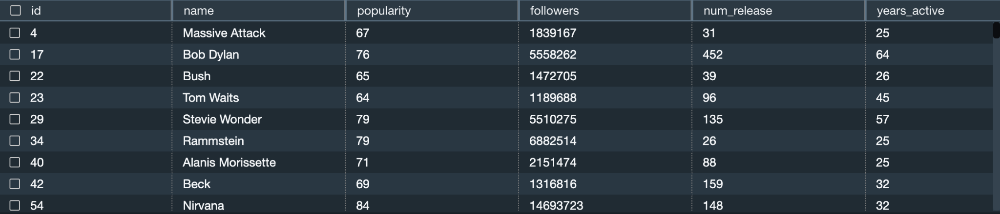 id name popularity followers num_release years_active
4 Massive Attack 67 1839167 31 25
17 Bob Dylan 76 5558262 452 64
22 Bush 65 1472705 39 26
23 Tom Waits 64 1189688 96 45
29 Stevie Wonder 79 5510275 135 57
34 Rammstein 79 6882514 26 25
40 Alanis Morissette 71 2151474 88 25
42 Beck 69 1316816 159 32
54 Nirvana 84 14693723 148 32